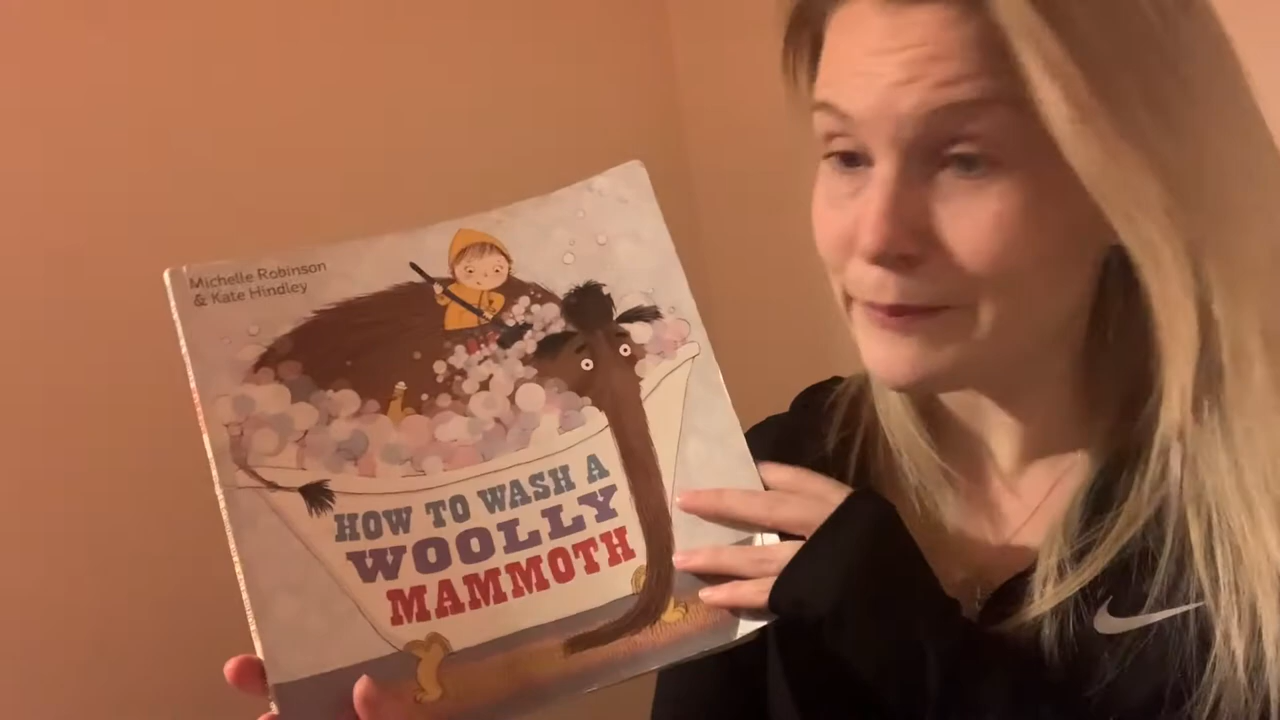 Michelle Robinson
& Kate Hindley
HOW TO WASH A
WOOLLY
MAMMOTH